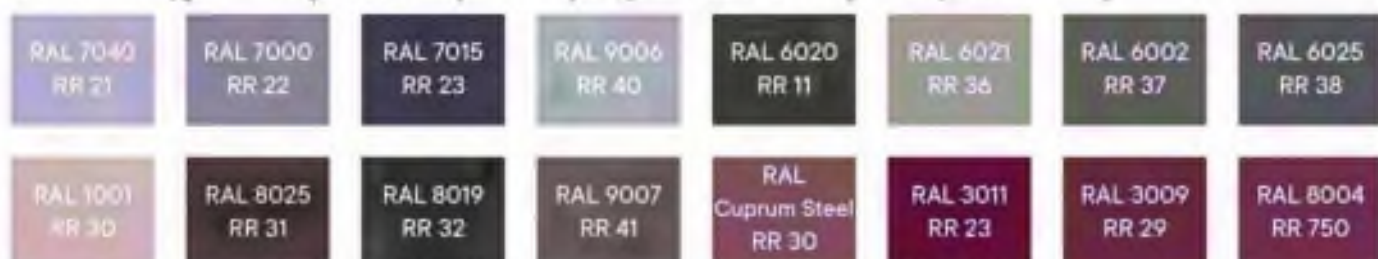 RAL 7040
RR 21
RAL 7000
RR 22
RAL 7015
RR 23
RAL 9006
RR 40
RAL 6020
RR 11
RAL 6021
RR 36
RAL 6002
RR 37
RAL 6025
RR 38
RAL 1001
RR 30
RAL 8025
RR 31
RAL 8019
RR 32
RAL 9007
RR 41
RAL
Cuprum Steel
RR 30
RAL 3011
RR 23
RAL 3009
RR 29
RAL 8004
RR 750